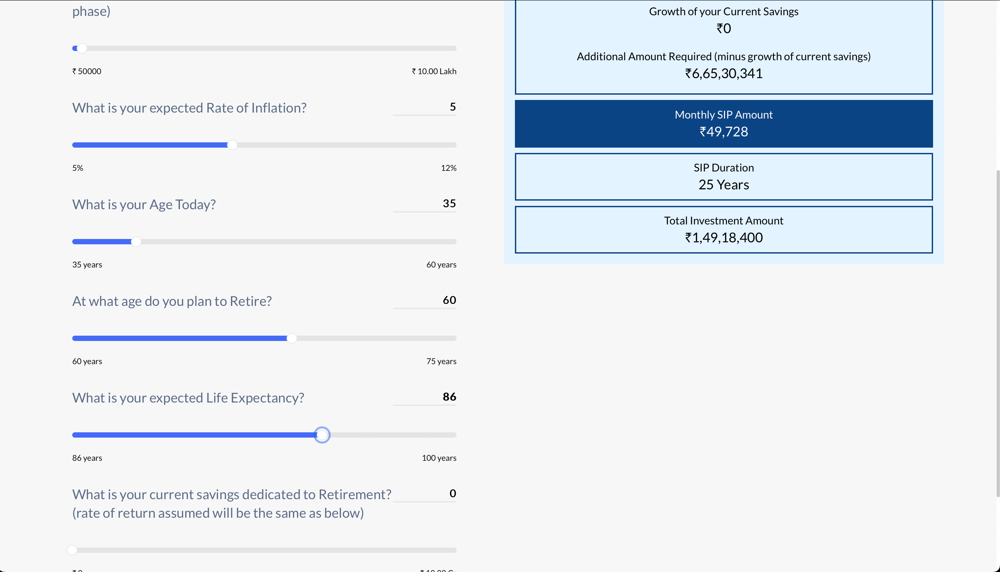 phase)
₹ 50000
₹ 10.00 Lakh
What is your expected Rate of Inflation?
5
5%
12%
What is your Age Today?
35
35 years
60 years
At what age do you plan to Retire?
60
60 years
75 years
What is your expected Life Expectancy?
86
86 years
100 years
What is your current savings dedicated to Retirement?
0
(rate of return assumed will be the same as below)
Growth of your Current Savings
₹0
Additional Amount Required (minus growth of current savings)
₹6,65,30,341
Monthly SIP Amount
₹49,728
SIP Duration
25 Years
Total Investment Amount
₹1,49,18,400